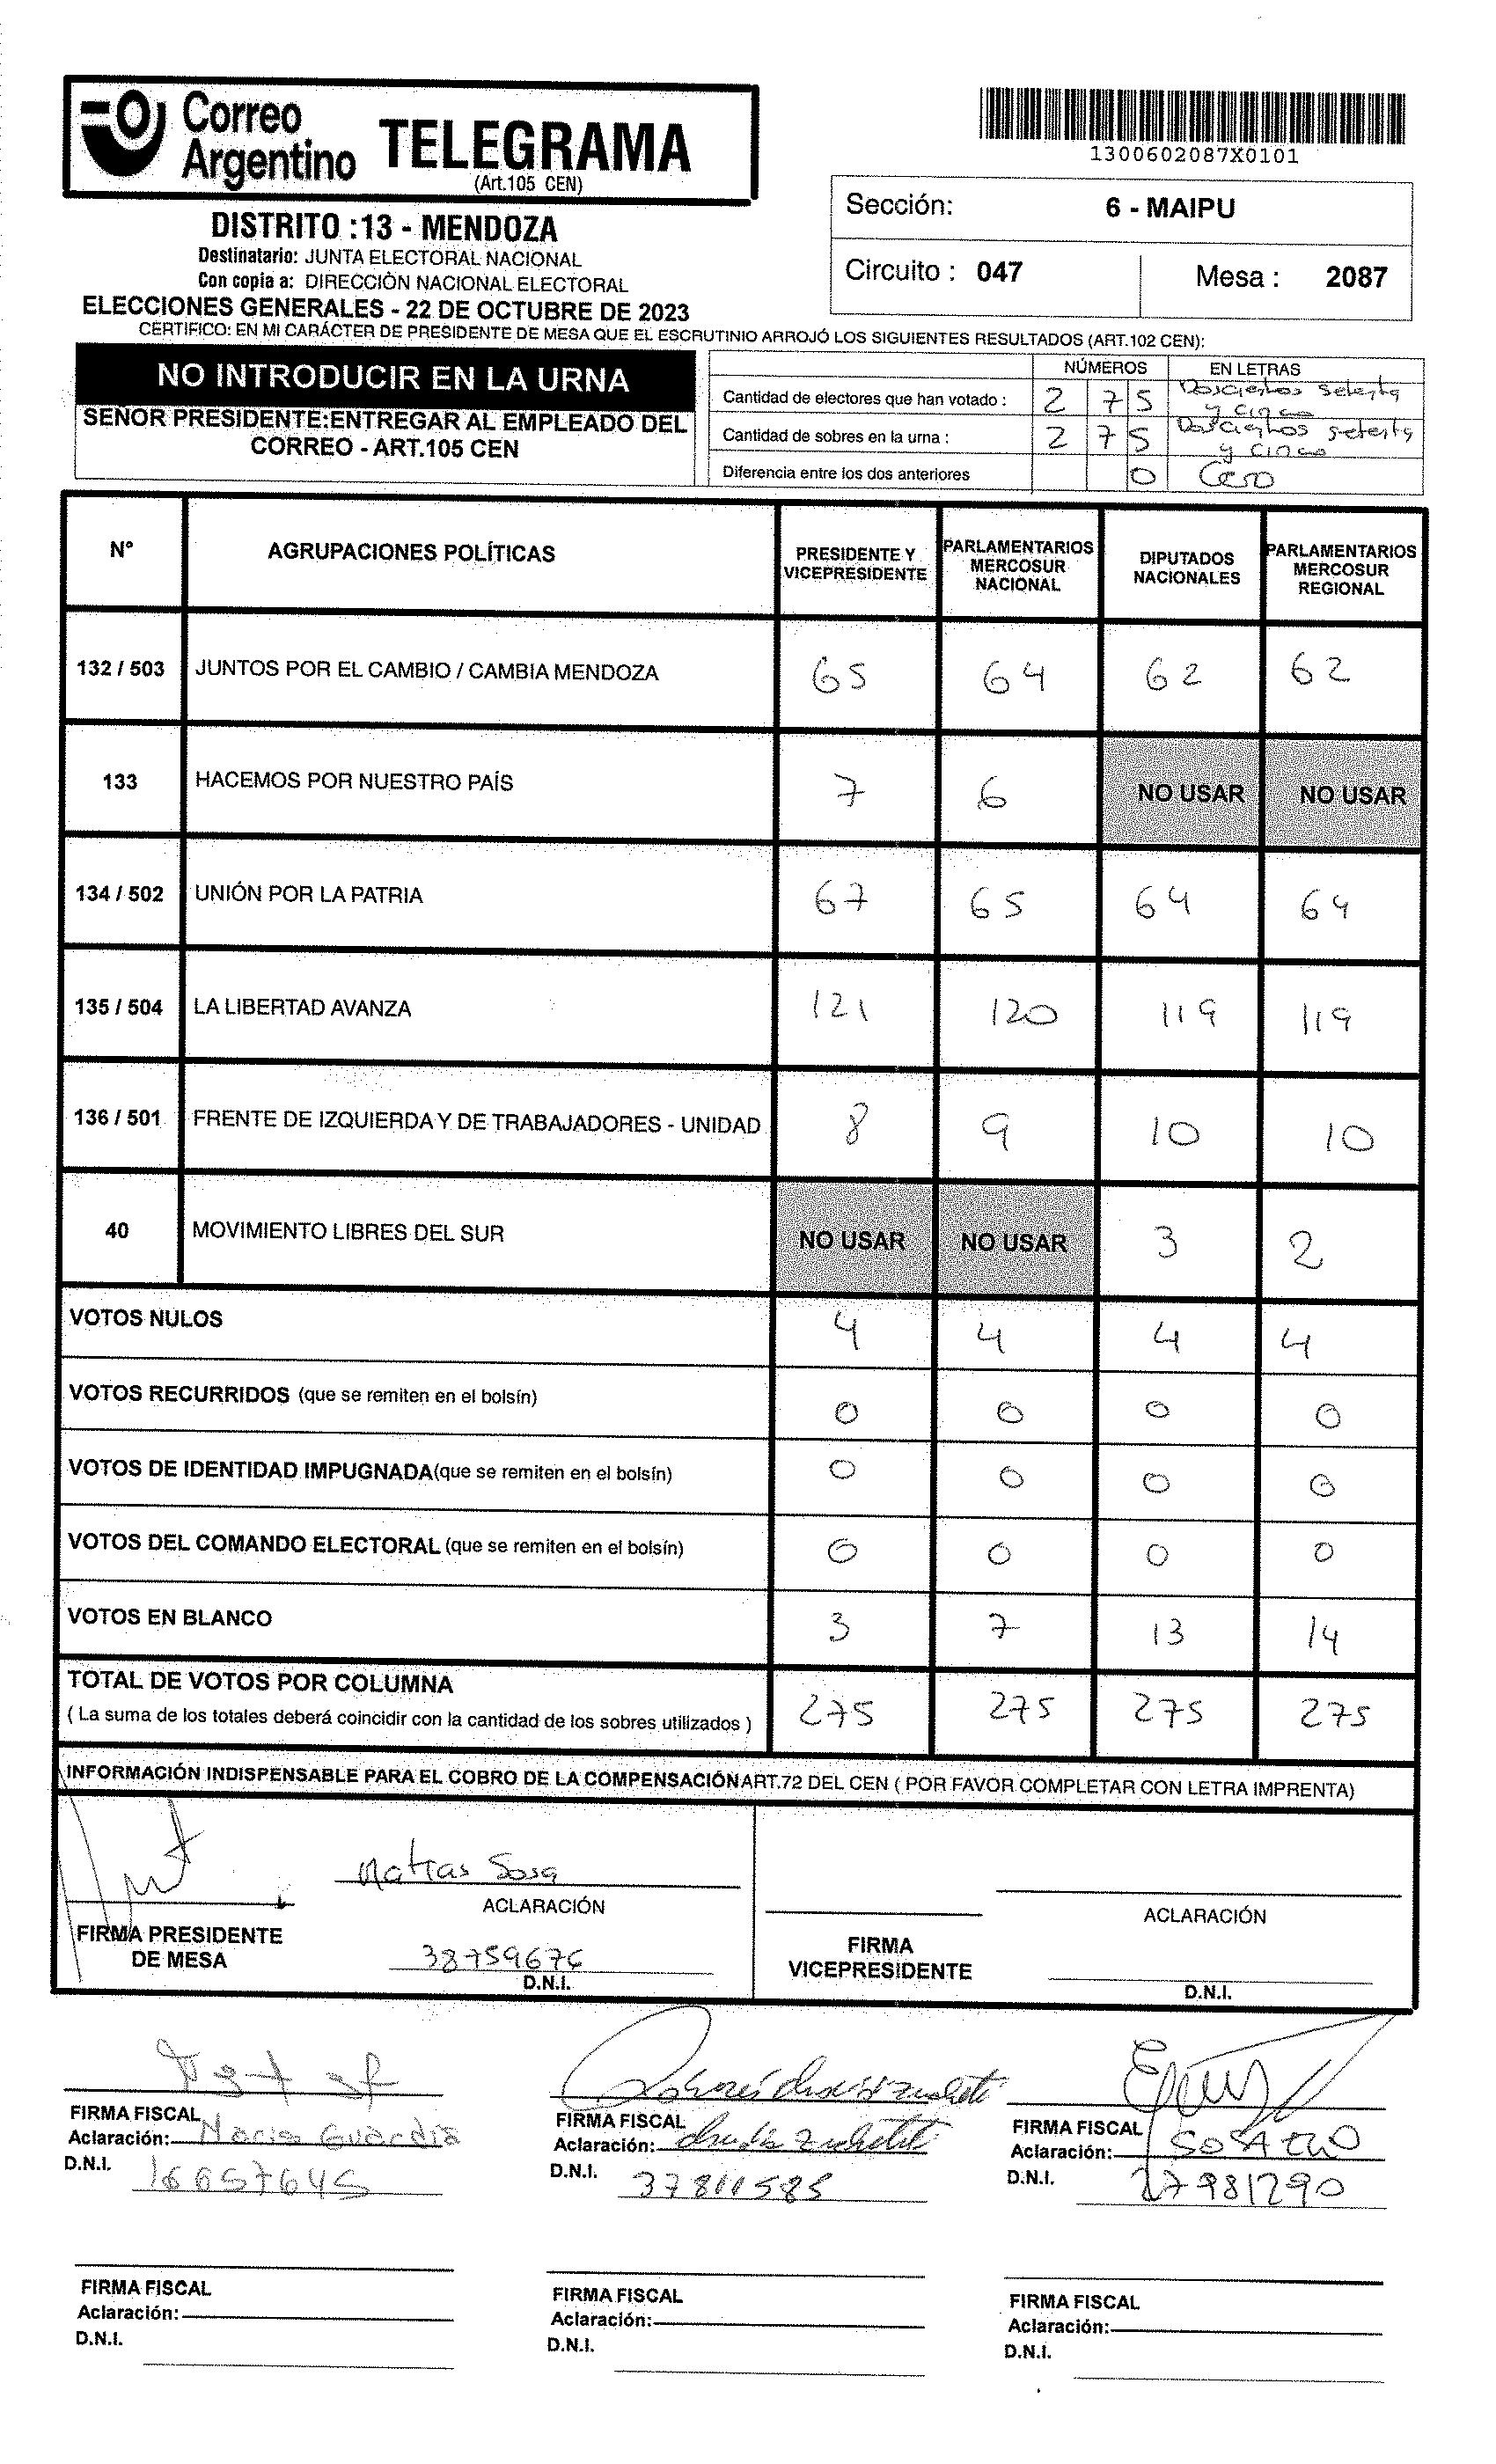 Correo Argentino TELEGRAMA
(Art.105 CEN)
1300602087X0101
DISTRITO :13 - MENDOZA
Destinatario: JUNTA ELECTORAL NACIONAL
Con copia a: DIRECCIÓN NACIONAL ELECTORAL
ELECCIONES GENERALES - 22 DE OCTUBRE DE 2023
Sección: 6 - MAIPU
Circuito : 047 Mesa : 2087
CERTIFICO: EN MI CARÁCTER DE PRESIDENTE DE MESA QUE EL ESCRUTINIO ARROJÓ LOS SIGUIENTES RESULTADOS (ART.102 CEN):
NO INTRODUCIR EN LA URNA
SEÑOR PRESIDENTE:ENTREGAR AL EMPLEADO DEL
CORREO - ART.105 CEN
NÚMEROS EN LETRAS
Cantidad de electores que han votado : 2 7 5 Doscientos setenta y cinco
Cantidad de sobres en la urna : 2 7 5 Doscientos setenta y cinco
Diferencia entre los dos anteriores 0 Cero
N° AGRUPACIONES POLÍTICAS PRESIDENTE Y VICEPRESIDENTE PARLAMENTARIOS MERCOSUR NACIONAL DIPUTADOS NACIONALES PARLAMENTARIOS MERCOSUR REGIONAL
132 / 503 JUNTOS POR EL CAMBIO / CAMBIA MENDOZA 65 64 62 62
133 HACEMOS POR NUESTRO PAÍS 7 6 NO USAR NO USAR
134 / 502 UNIÓN POR LA PATRIA 67 65 64 64
135 / 504 LA LIBERTAD AVANZA 121 120 119 119
136 / 501 FRENTE DE IZQUIERDA Y DE TRABAJADORES - UNIDAD 8 9 10 10
40 MOVIMIENTO LIBRES DEL SUR NO USAR NO USAR 3 2
VOTOS NULOS 4 4 4 4
VOTOS RECURRIDOS (que se remiten en el bolsín) 0 0 0 0
VOTOS DE IDENTIDAD IMPUGNADA(que se remiten en el bolsín) 0 0 0 0
VOTOS DEL COMANDO ELECTORAL (que se remiten en el bolsín) 0 0 0 0
VOTOS EN BLANCO 3 7 13 14
TOTAL DE VOTOS POR COLUMNA
( La suma de los totales deberá coincidir con la cantidad de los sobres utilizados ) 275 275 275 275
INFORMACIÓN INDISPENSABLE PARA EL COBRO DE LA COMPENSACIÓN ART.72 DEL CEN ( POR FAVOR COMPLETAR CON LETRA IMPRENTA)
Matias Sosa
ACLARACIÓN ACLARACIÓN
FIRMA PRESIDENTE DE MESA 38759676 D.N.I.
FIRMA VICEPRESIDENTE D.N.I.
FIRMA FISCAL FIRMA FISCAL FIRMA FISCAL
Aclaración: Maria Guardia Aclaración: Aclaración: SOSA
D.N.I. 16657645 D.N.I. 37811585 D.N.I. 27981290
FIRMA FISCAL FIRMA FISCAL FIRMA FISCAL
Aclaración: Aclaración: Aclaración:
D.N.I. D.N.I. D.N.I.